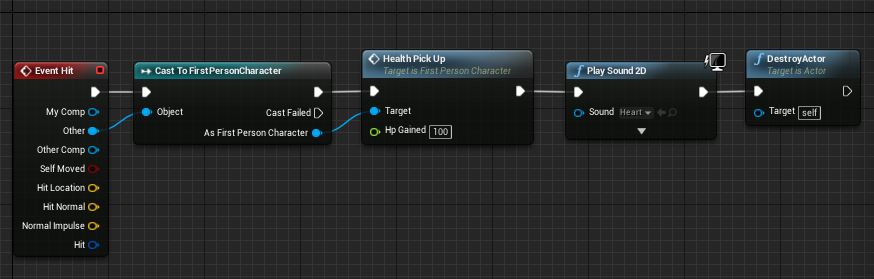 Event Hit
My Comp
Other
Other Comp
Self Moved
Hit Location
Hit Normal
Normal Impulse
Hit
Cast To FirstPersonCharacter
Object
Cast Failed
As First Person Character
Health Pick Up
Target is First Person Character
Target
Hp Gained 100
f Play Sound 2D
Sound Heart
f DestroyActor
Target is Actor
Target self